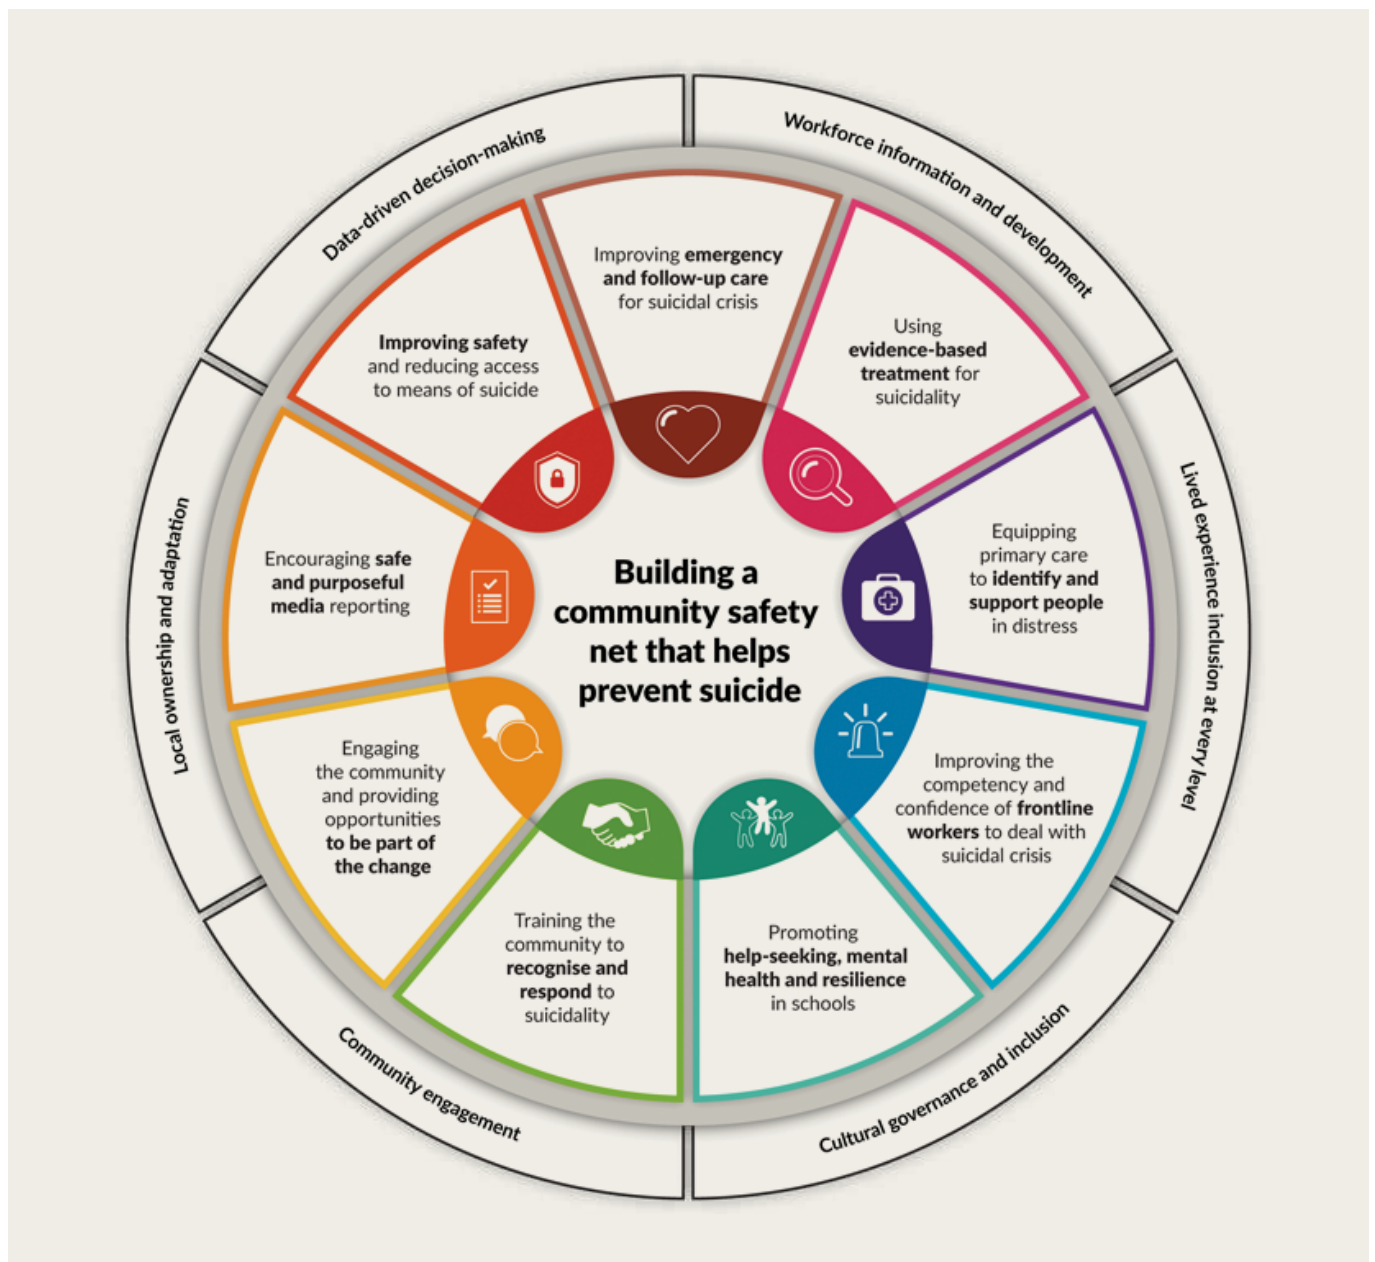 Data-driven decision-making
Workforce information and development
Lived experience inclusion at every level
Cultural governance and inclusion
Community engagement
Local ownership and adaptation
Improving emergency
and follow-up care
for suicidal crisis
Using
evidence-based
treatment for
suicidality
Equipping
primary care
to identify and
support people
in distress
Improving the
competency and
confidence of frontline
workers to deal with
suicidal crisis
Promoting
help-seeking, mental
health and resilience
in schools
Training the
community to
recognise and
respond to
suicidality
Engaging
the community
and providing
opportunities
to be part of
the change
Encouraging safe
and purposeful
media reporting
Improving safety
and reducing access
to means of suicide
Building a
community safety
net that helps
prevent suicide